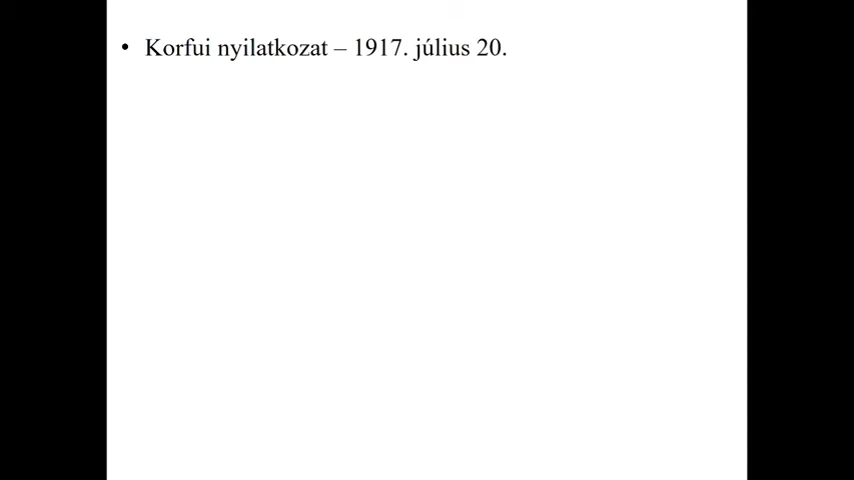 • Korfui nyilatkozat – 1917. július 20.